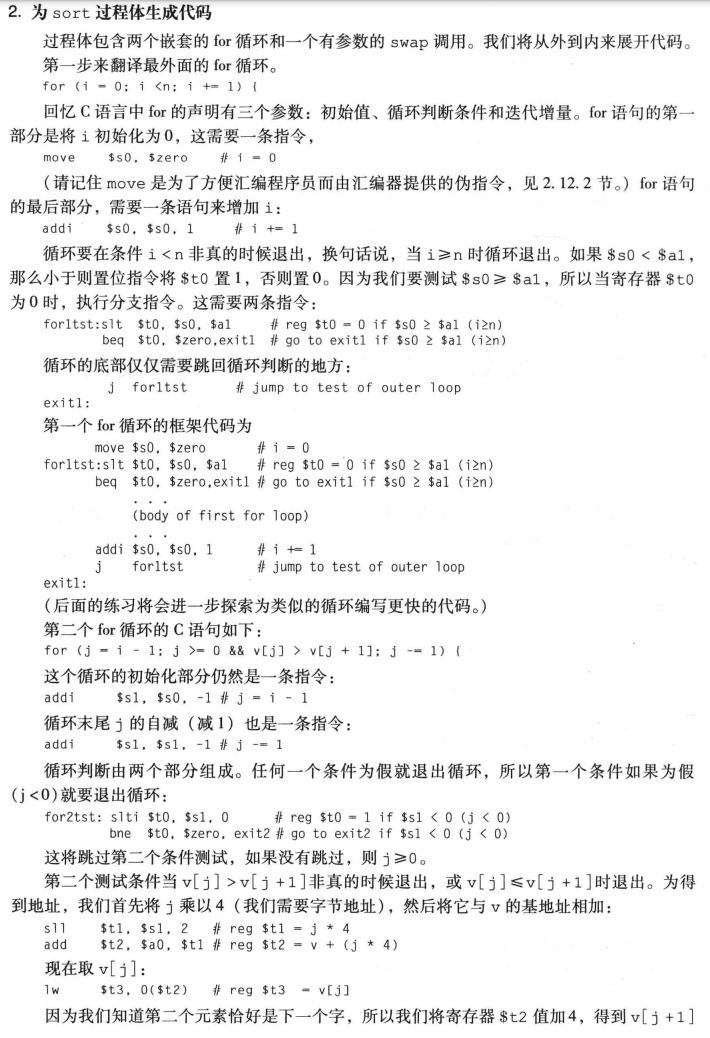 2. 为 sort 过程体生成代码
过程体包含两个嵌套的 for 循环和一个有参数的 swap 调用。我们将从外到内来展开代码。
第一步来翻译最外面的 for 循环。
for (i = 0; i <n; i += 1) {
回忆 C 语言中 for 的声明有三个参数：初始值、循环判断条件和迭代增量。for 语句的第一
部分是将 i 初始化为 0，这需要一条指令，
move $s0, $zero # i = 0
（请记住 move 是为了方便汇编程序员而由汇编器提供的伪指令，见 2.12.2 节。）for 语句
的最后部分，需要一条语句来增加 i：
addi $s0, $s0, 1 # i += 1
循环要在条件 i<n 非真的时候退出，换句话说，当 i≥n 时循环退出。如果 $s0 < $a1，
那么小于则置位指令将 $t0 置 1，否则置 0。因为我们要测试 $s0≥ $a1，所以当寄存器 $t0
为 0 时，执行分支指令。这需要两条指令：
for1tst:slt $t0, $s0, $a1 # reg $t0 = 0 if $s0 ≥ $a1 (i≥n)
beq $t0, $zero,exit1 # go to exit1 if $s0 ≥ $a1 (i≥n)
循环的底部仅仅需要跳回循环判断的地方：
j for1tst # jump to test of outer loop
exit1:
第一个 for 循环的框架代码为
move $s0, $zero # i = 0
for1tst:slt $t0, $s0, $a1 # reg $t0 = 0 if $s0 ≥ $a1 (i≥n)
beq $t0, $zero,exit1 # go to exit1 if $s0 ≥ $a1 (i≥n)
. . .
(body of first for loop)
. . .
addi $s0, $s0, 1 # i += 1
j for1tst # jump to test of outer loop
exit1:
（后面的练习将会进一步探索为类似的循环编写更快的代码。）
第二个 for 循环的 C 语句如下：
for (j = i - 1; j >= 0 && v[j] > v[j + 1]; j -= 1) {
这个循环的初始化部分仍然是一条指令：
addi $s1, $s0, -1 # j = i - 1
循环末尾 j 的自减（减 1）也是一条指令：
addi $s1, $s1, -1 # j -= 1
循环判断由两个部分组成。任何一个条件为假就退出循环，所以第一个条件如果为假
(j<0)就要退出循环：
for2tst: slti $t0, $s1, 0 # reg $t0 = 1 if $s1 < 0 (j < 0)
bne $t0, $zero, exit2 # go to exit2 if $s1 < 0 (j < 0)
这将跳过第二个条件测试，如果没有跳过，则 j≥0。
第二个测试条件当 v[j]>v[j+1]非真的时候退出，或 v[j]≤v[j+1]时退出。为得
到地址，我们首先将 j 乘以 4（我们需要字节地址），然后将它与 v 的基地址相加：
sll $t1, $s1, 2 # reg $t1 = j * 4
add $t2, $a0, $t1 # reg $t2 = v + (j * 4)
现在取 v[j]：
lw $t3, 0($t2) # reg $t3 = v[j]
因为我们知道第二个元素恰好是下一个字，所以我们将寄存器 $t2 值加 4，得到 v[j+1]